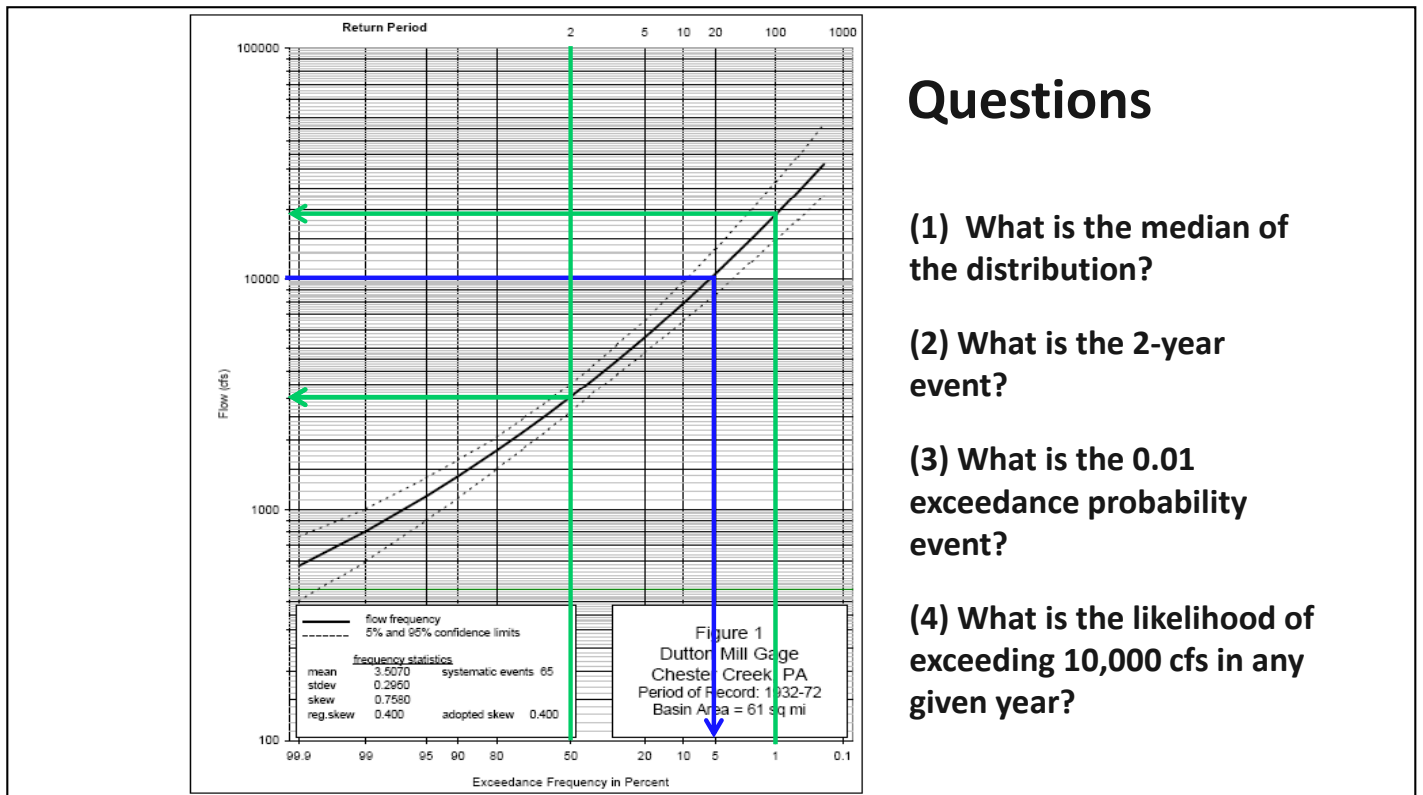 Return Period
2 5 10 20 100 1000
100000
10000
1000
100
Flow (cfs)
flow frequency
5% and 95% confidence limits
frequency statistics
mean 3.5070 systematic events 65
stdev 0.2950
skew 0.7580
reg.skew 0.400 adopted skew 0.400
Figure 1
Dutton Mill Gage
Chester Creek, PA
Period of Record: 1932-72
Basin Area = 61 sq mi
99.9 99 95 90 80 50 20 10 5 1 0.1
Exceedance Frequency in Percent
Questions
(1) What is the median of
the distribution?
(2) What is the 2-year
event?
(3) What is the 0.01
exceedance probability
event?
(4) What is the likelihood of
exceeding 10,000 cfs in any
given year?